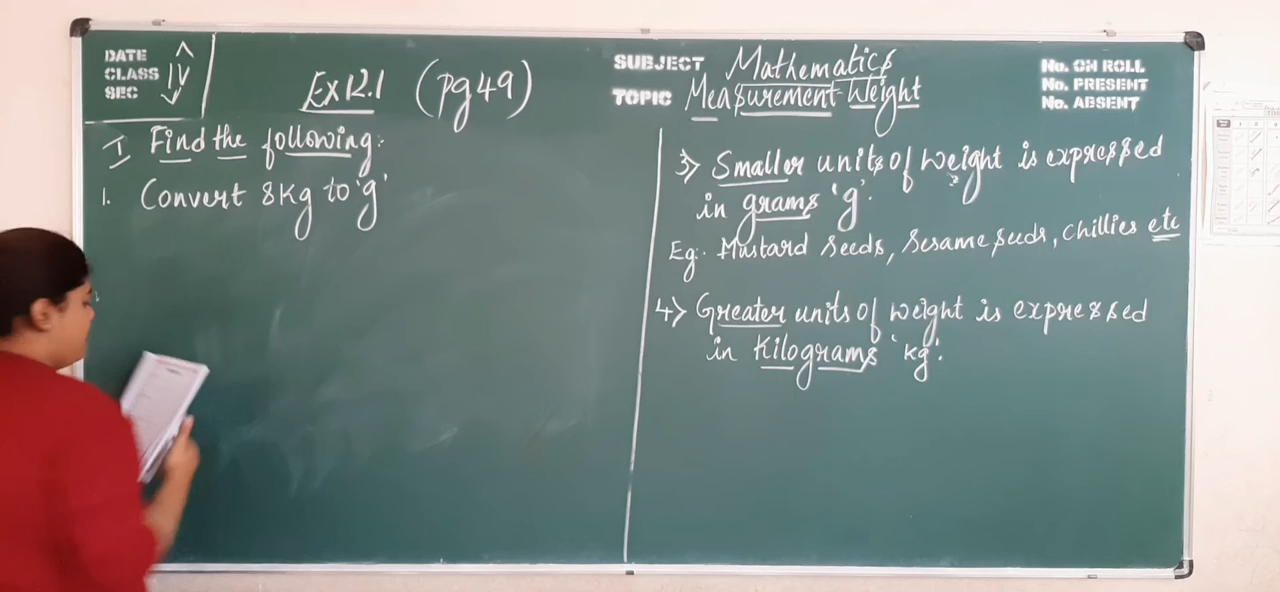 DATE
CLASS IV
SEC
Ex 12.1 (pg 49)
SUBJECT Mathematics
TOPIC Measurement Weight
No. ON ROLL
No. PRESENT
No. ABSENT
I Find the following:
1. Convert 8 Kg to 'g'
3> Smaller units of weight is expressed
in grams 'g'.
Eg:. Mustard Seeds, Sesame seeds, chillies etc
4> Greater units of weight is expressed
in Kilograms 'kg'.